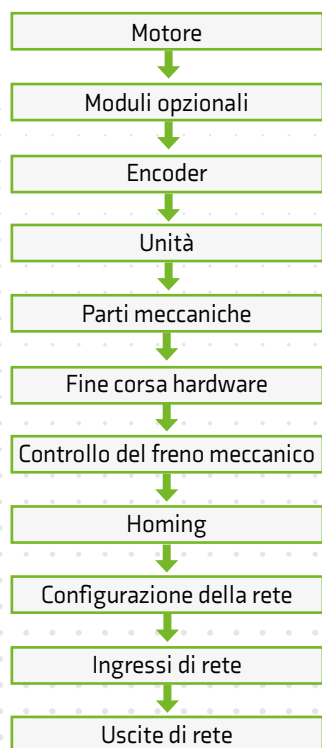 Motore
Moduli opzionali
Encoder
Unità
Parti meccaniche
Fine corsa hardware
Controllo del freno meccanico
Homing
Configurazione della rete
Ingressi di rete
Uscite di rete